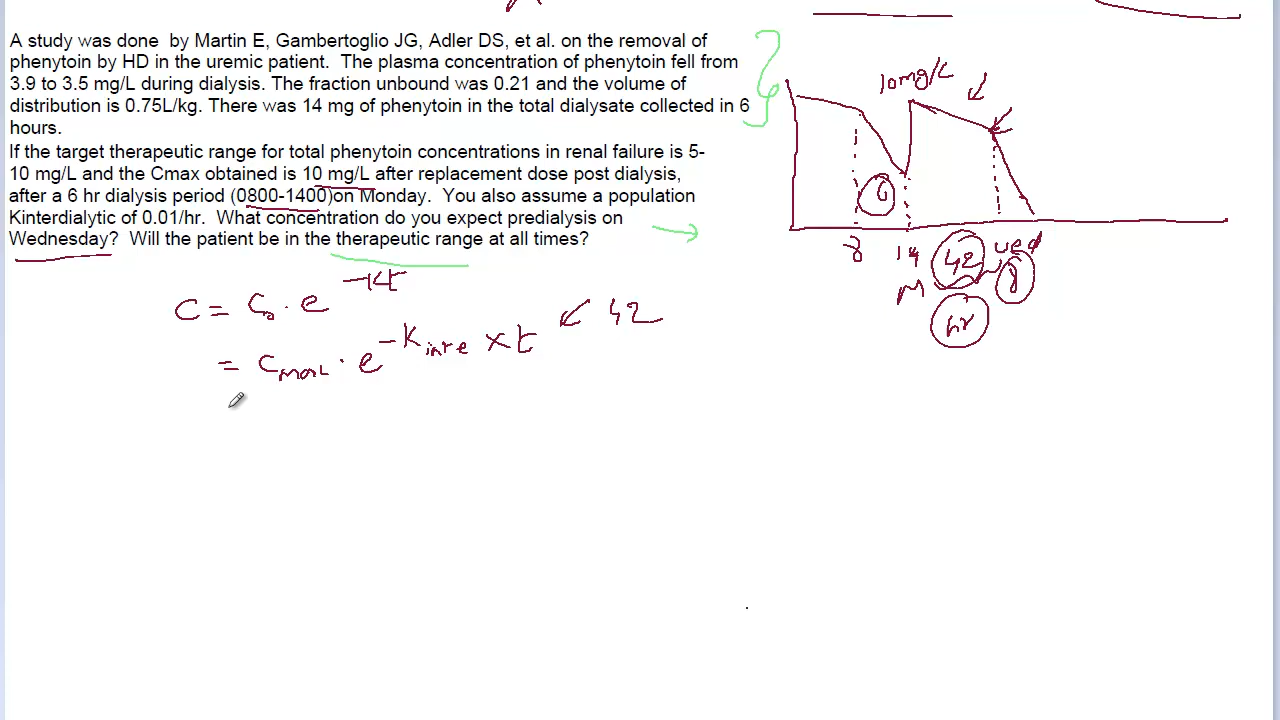 A study was done by Martin E, Gambertoglio JG, Adler DS, et al. on the removal of
phenytoin by HD in the uremic patient. The plasma concentration of phenytoin fell from
3.9 to 3.5 mg/L during dialysis. The fraction unbound was 0.21 and the volume of
distribution is 0.75L/kg. There was 14 mg of phenytoin in the total dialysate collected in 6
hours.
If the target therapeutic range for total phenytoin concentrations in renal failure is 5-
10 mg/L and the Cmax obtained is 10 mg/L after replacement dose post dialysis,
after a 6 hr dialysis period (0800-1400)on Monday. You also assume a population
Kinterdialytic of 0.01/hr. What concentration do you expect predialysis on
Wednesday? Will the patient be in the therapeutic range at all times?
10mg/L
6
8 14 42 wed
M 8
hr
C = C₀ · e^-kt
= Cmax · e^-Kinte × t ← 42